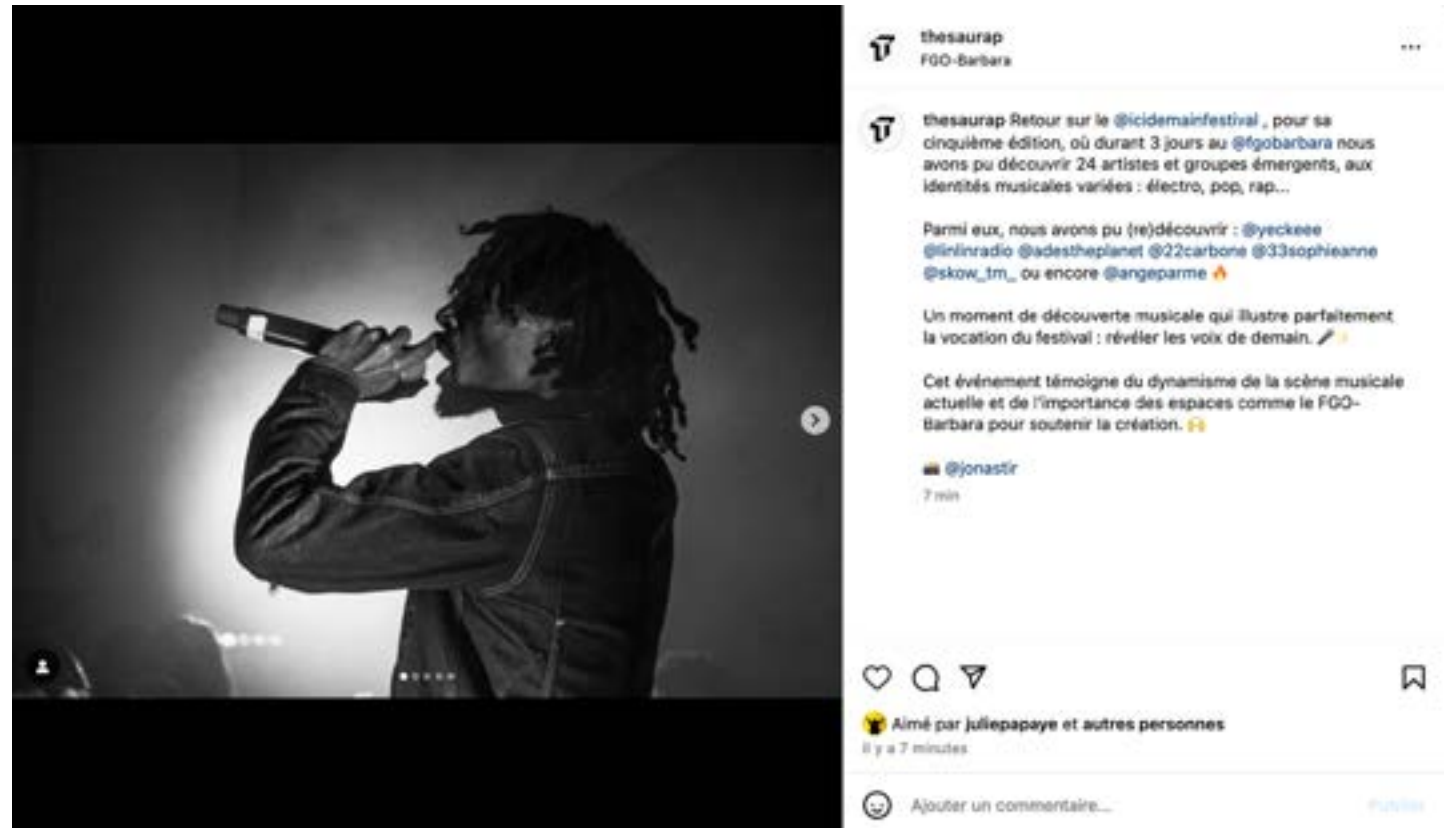 thesaurap
FGO-Barbara
thesaurap Retour sur le @icidemainfestival , pour sa
cinquième édition, où durant 3 jours au @fgobarbara nous
avons pu découvrir 24 artistes et groupes émergents, aux
identités musicales variées : électro, pop, rap...
Parmi eux, nous avons pu (re)découvrir : @yeckeee
@linlinradio @adestheplanet @22carbone @33sophieanne
@skow_tm_ ou encore @angeparme 🔥
Un moment de découverte musicale qui illustre parfaitement
la vocation du festival : révéler les voix de demain. 🎤✨
Cet événement témoigne du dynamisme de la scène musicale
actuelle et de l'importance des espaces comme le FGO-
Barbara pour soutenir la création. 🙌
📸 @jonastir
7 min
Aimé par juliepapaye et autres personnes
il y a 7 minutes
Ajouter un commentaire...
Publier